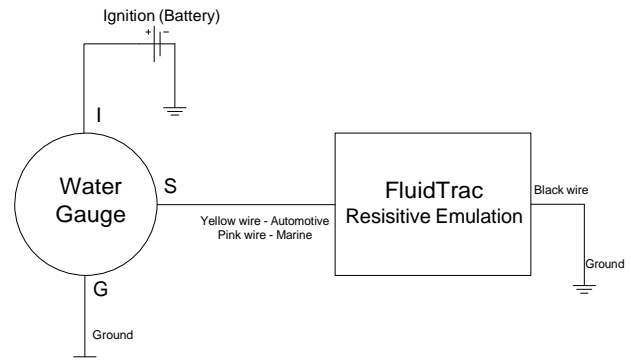 Ignition (Battery)
+ −
I
Water
Gauge
S
Yellow wire - Automotive
Pink wire - Marine
FluidTrac
Resisitive Emulation
Black wire
Ground
G
Ground